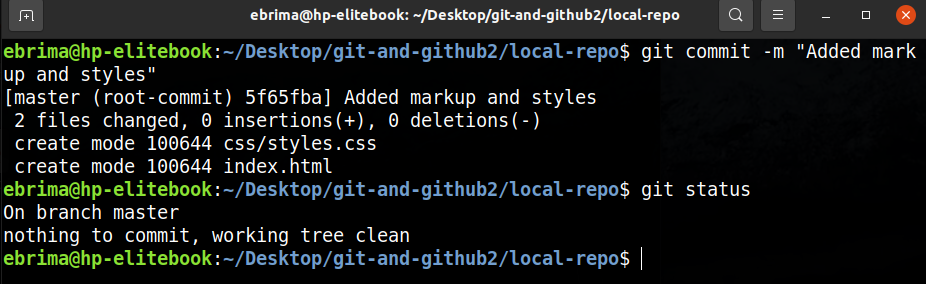 ebrima@hp-elitebook: ~/Desktop/git-and-github2/local-repo
ebrima@hp-elitebook:~/Desktop/git-and-github2/local-repo$ git commit -m "Added mark
up and styles"
[master (root-commit) 5f65fba] Added markup and styles
 2 files changed, 0 insertions(+), 0 deletions(-)
 create mode 100644 css/styles.css
 create mode 100644 index.html
ebrima@hp-elitebook:~/Desktop/git-and-github2/local-repo$ git status
On branch master
nothing to commit, working tree clean
ebrima@hp-elitebook:~/Desktop/git-and-github2/local-repo$